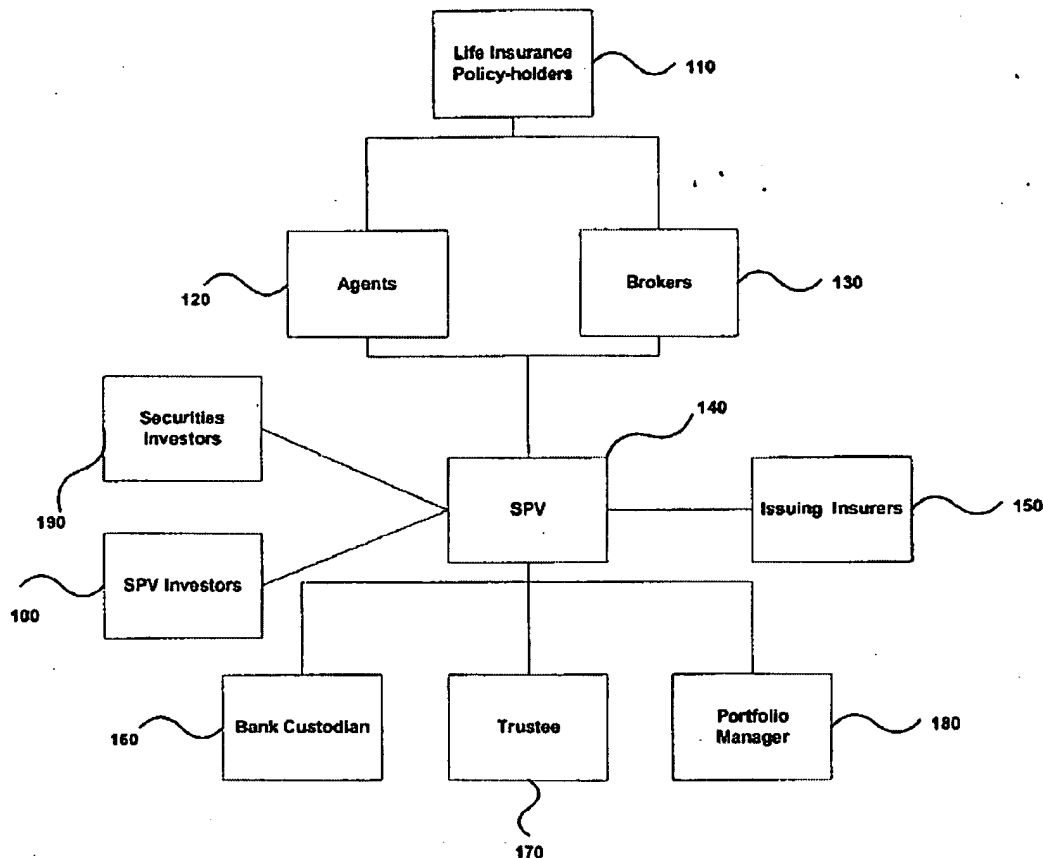 Life Insurance
Policy-holders
110
Agents
120
Brokers
130
Securities
Investors
190
SPV
140
Issuing Insurers
150
SPV Investors
100
Bank Custodian
160
Trustee
170
Portfolio
Manager
180